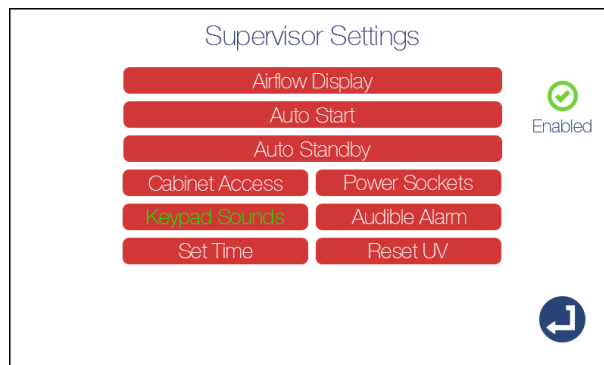 Supervisor Settings
Airflow Display
Auto Start
Enabled
Auto Standby
Cabinet Access
Power Sockets
Keypad Sounds
Audible Alarm
Set Time
Reset UV